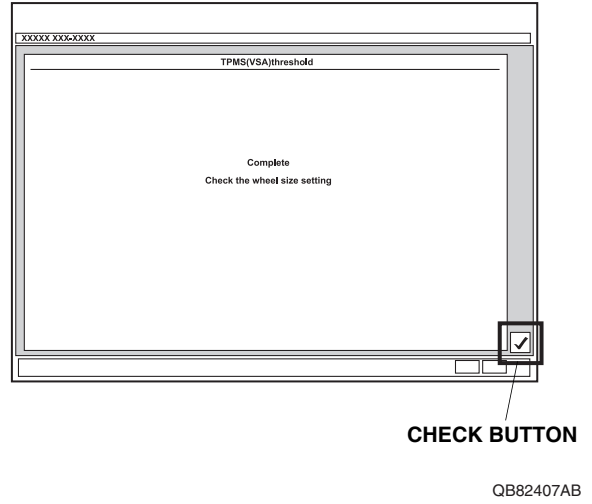 XXXXX XXX-XXXX
TPMS(VSA)threshold
Complete
Check the wheel size setting
CHECK BUTTON
QB82407AB